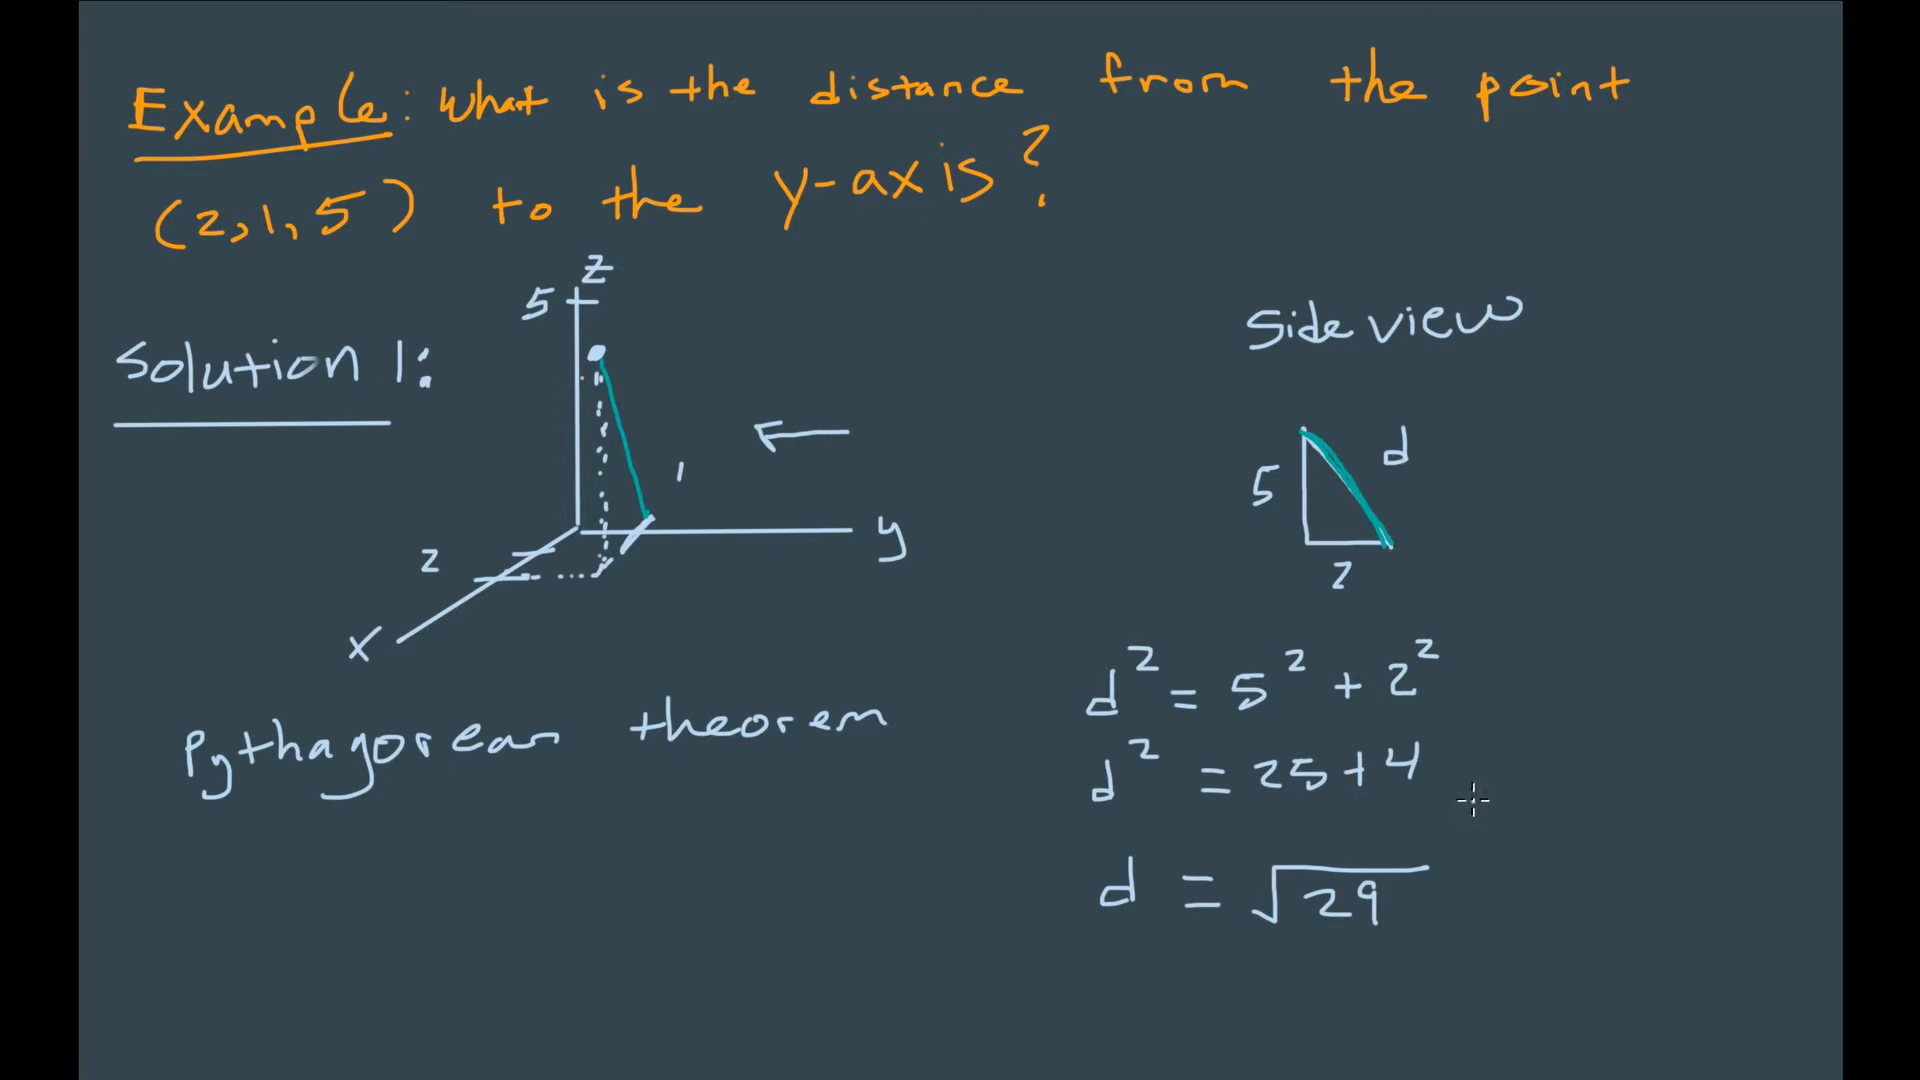 Example: What is the distance from the point
(2,1,5) to the y-axis?
Solution 1:
z
5
1
y
2
x
Side view
5
d
2
Pythagorean theorem
d² = 5² + 2²
d² = 25+4
d = √29